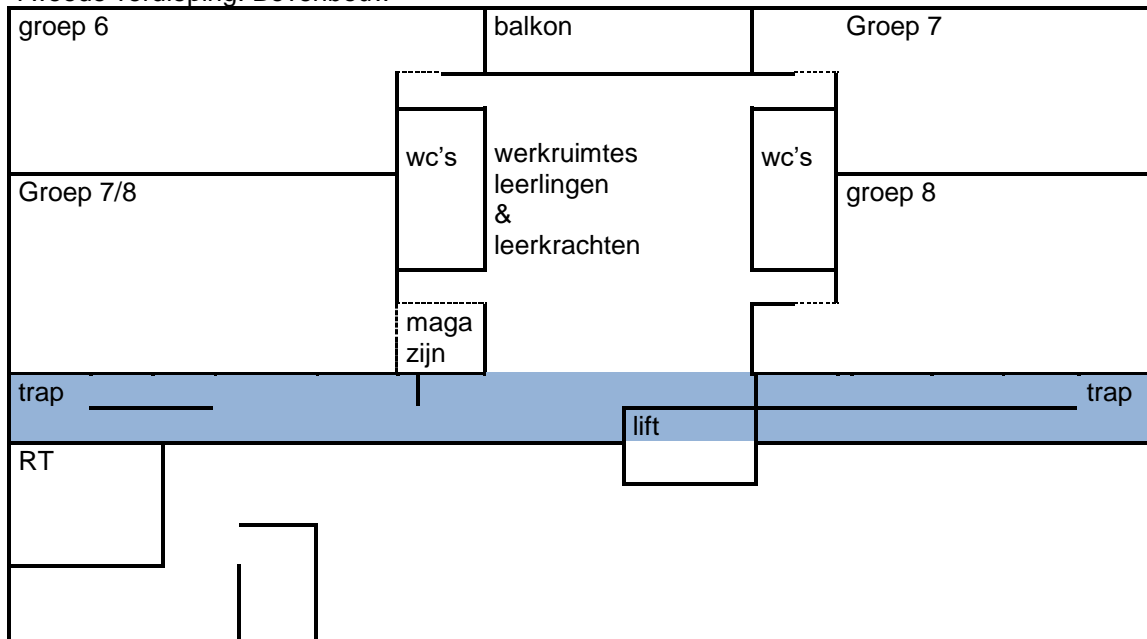 groep 6
balkon
Groep 7
wc's
werkruimtes
leerlingen
&
leerkrachten
wc's
Groep 7/8
groep 8
maga
zijn
trap
trap
lift
RT